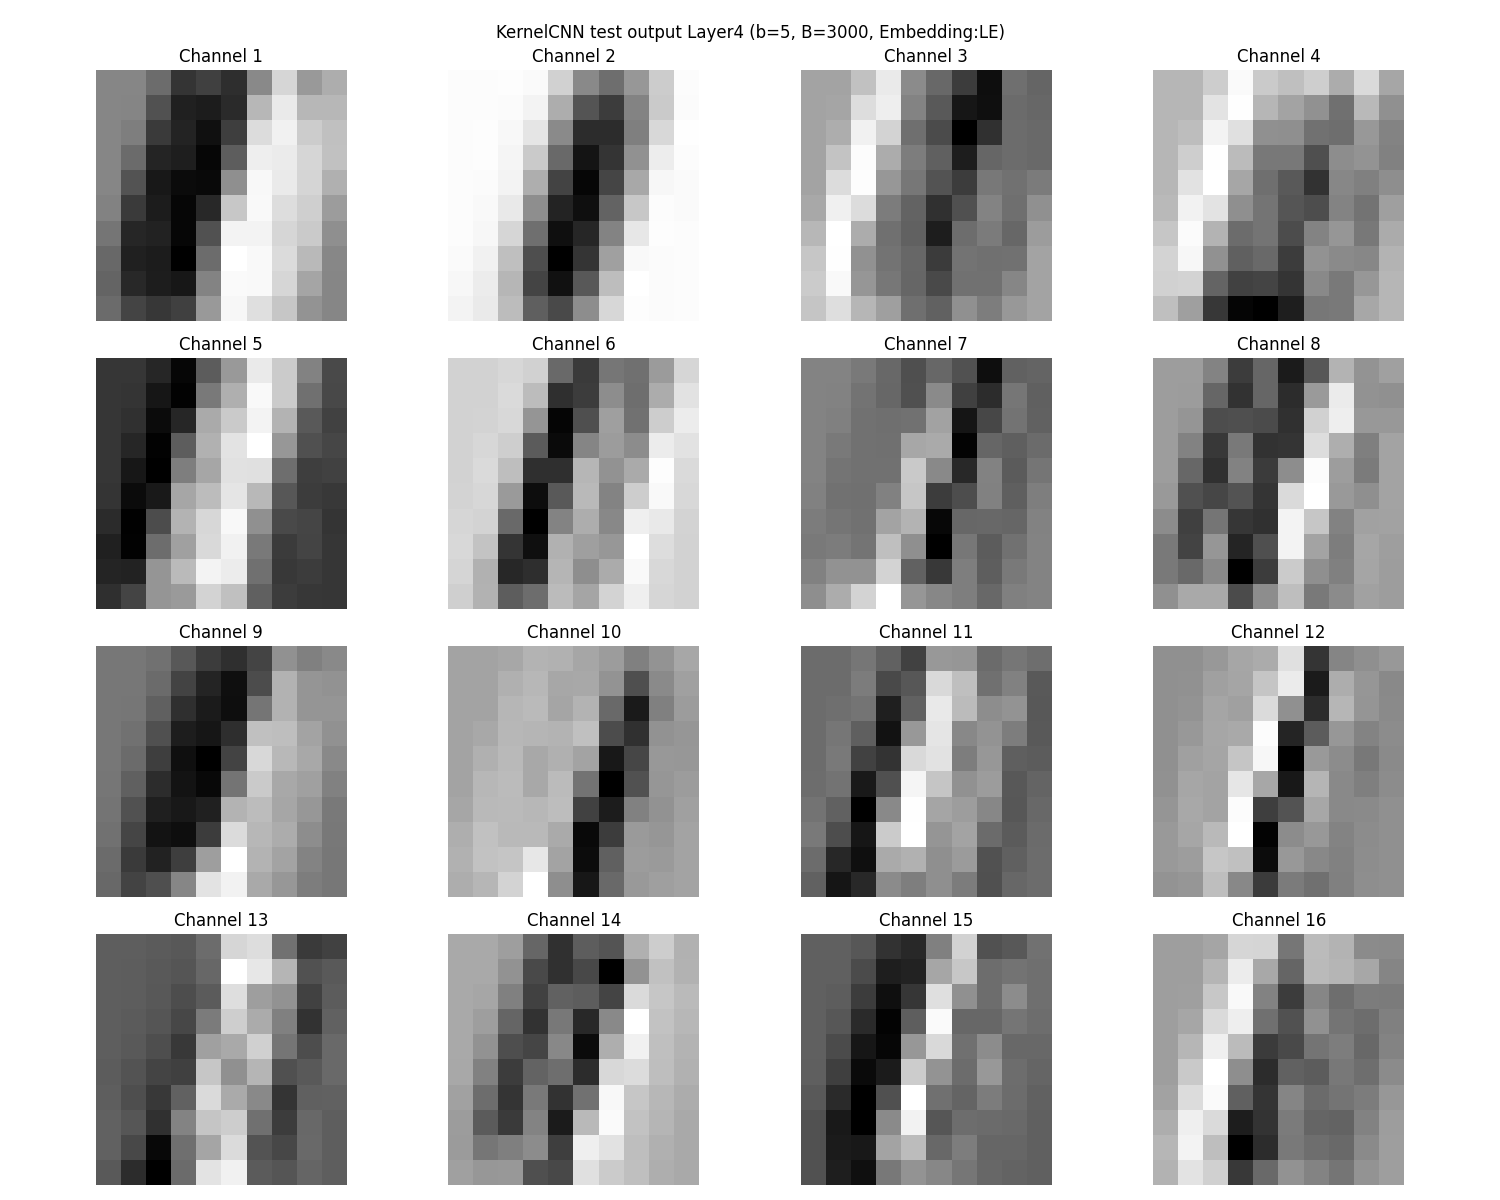 KernelCNN test output Layer4 (b=5, B=3000, Embedding:LE)
Channel 1 Channel 2 Channel 3 Channel 4
Channel 5 Channel 6 Channel 7 Channel 8
Channel 9 Channel 10 Channel 11 Channel 12
Channel 13 Channel 14 Channel 15 Channel 16